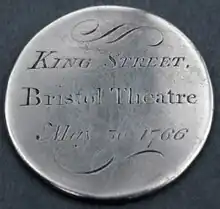 King Street,
Bristol Theatre
May 30 1766